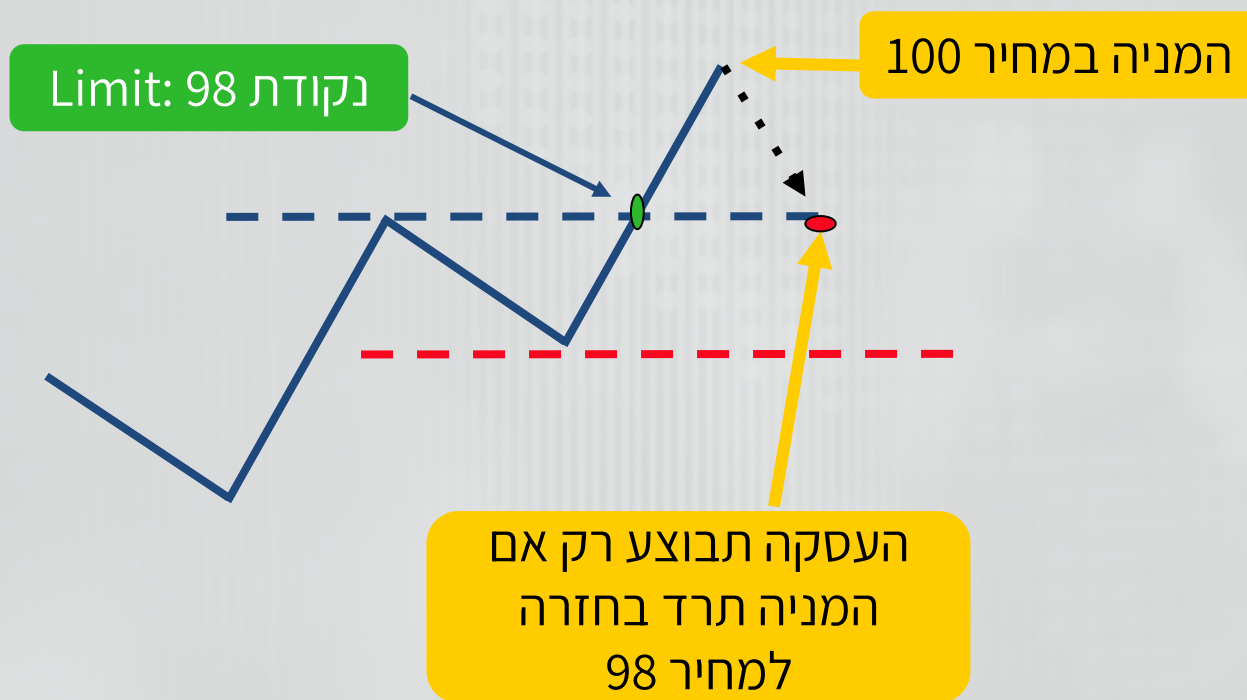 המניה במחיר 100
נקודת Limit: 98
העסקה תבוצע רק אם
המניה תרד בחזרה
למחיר 98